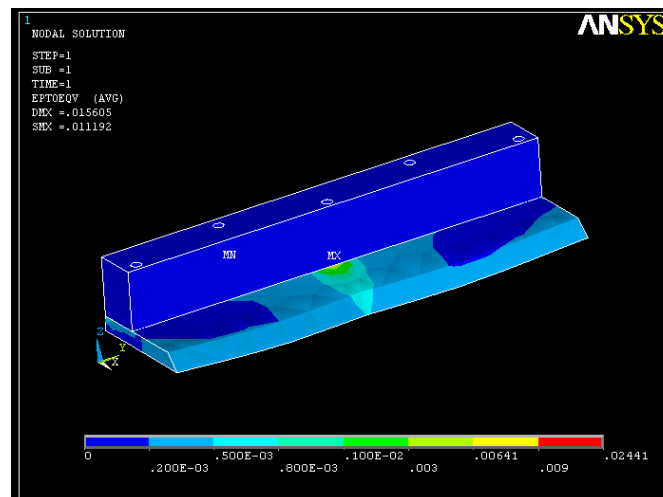 1
ANSYS
NODAL SOLUTION
STEP=1
SUB =1
TIME=1
EPTOEQV (AVG)
DMX =.015605
SMX =.011192
MN
MX
Z
Y
X
0
.200E-03
.500E-03
.800E-03
.100E-02
.003
.00641
.009
.02441